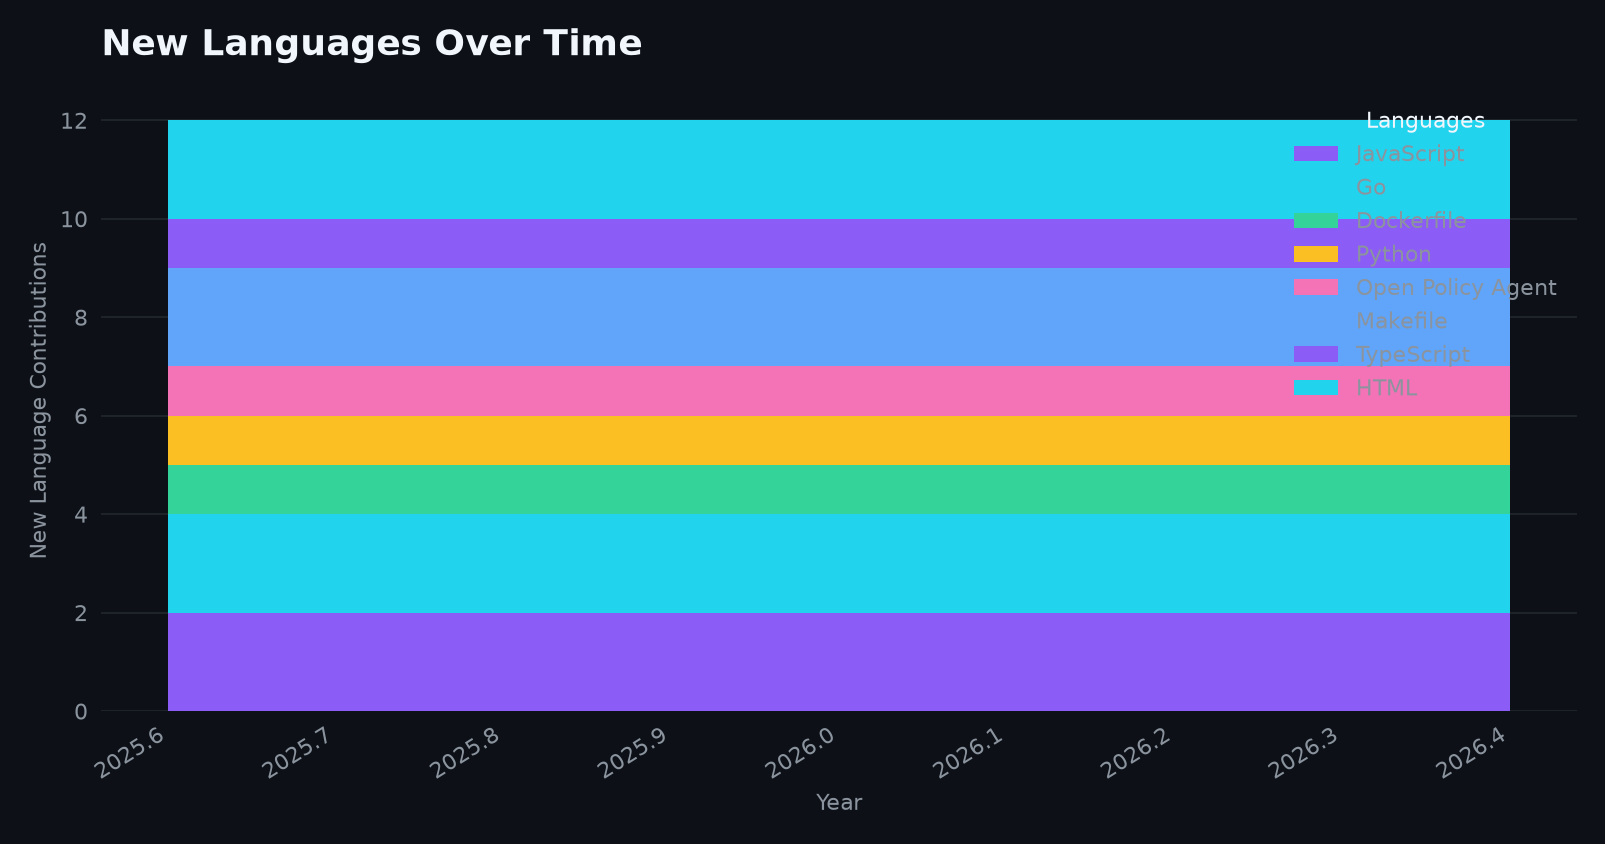 New Languages Over Time
Languages
JavaScript
Go
Dockerfile
Python
Open Policy Agent
Makefile
TypeScript
HTML
New Language Contributions
12
10
8
6
4
2
0
2025.6
2025.7
2025.8
2025.9
2026.0
2026.1
2026.2
2026.3
2026.4
Year